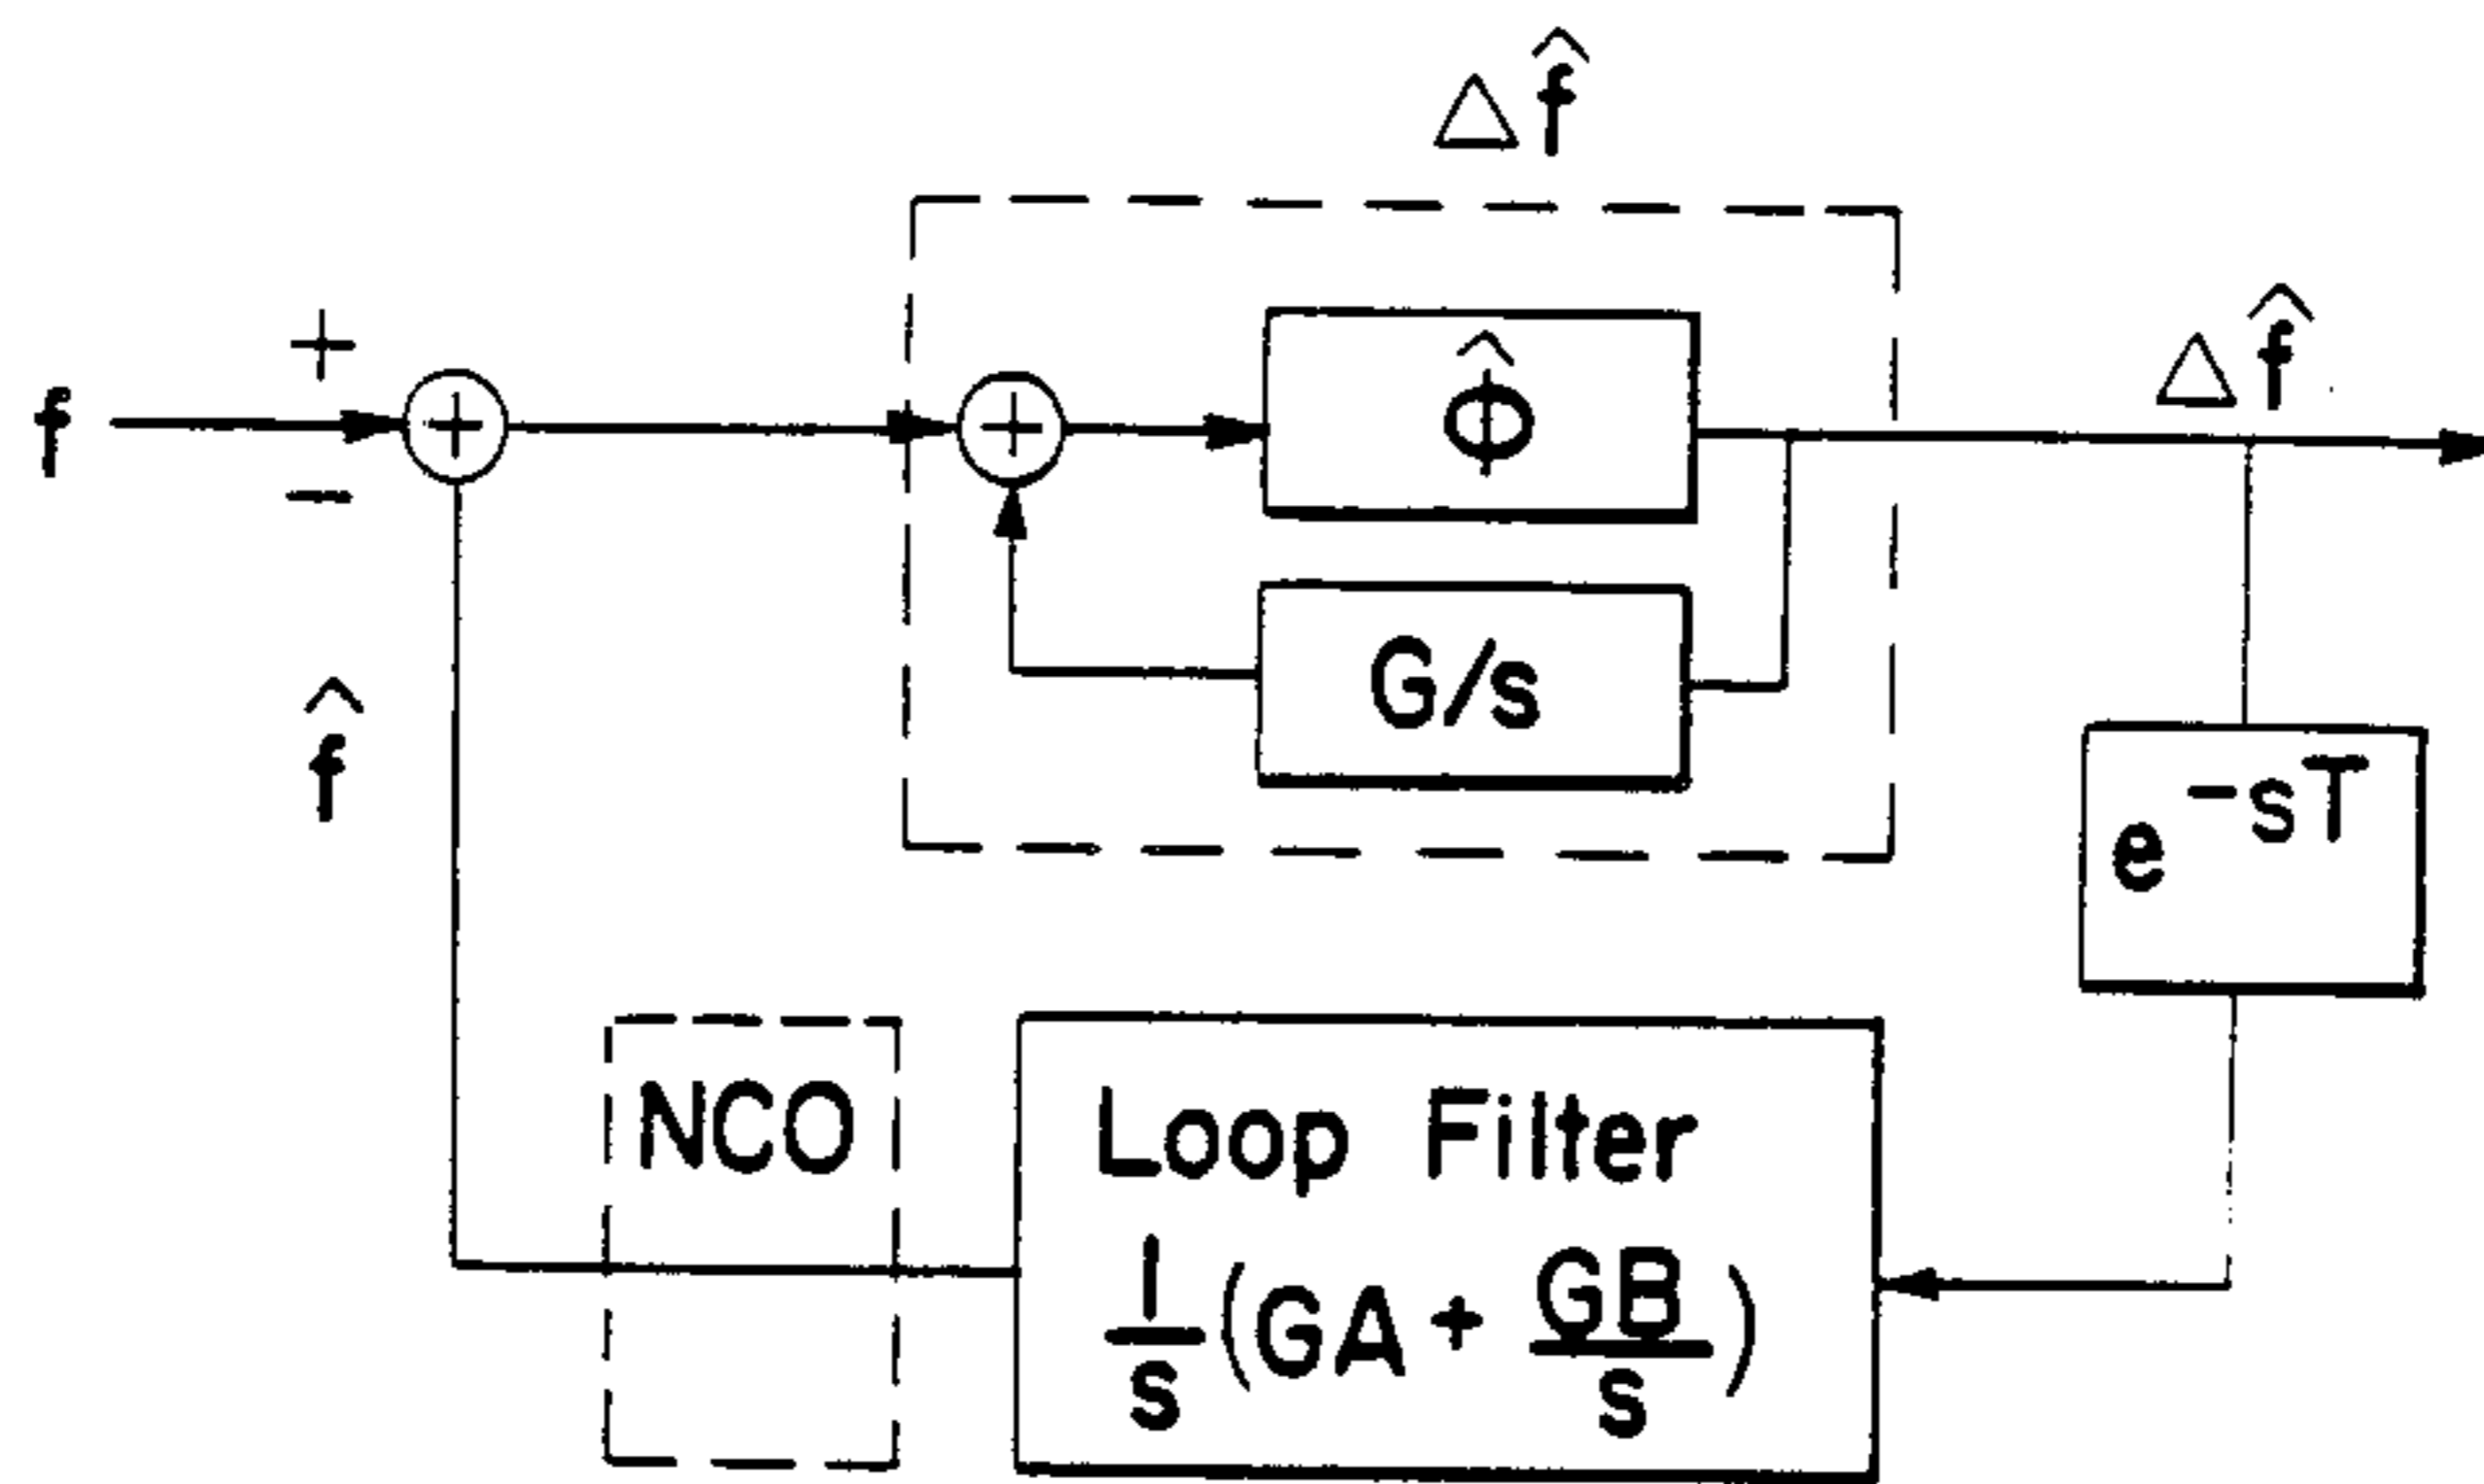 Δf̂
+
f
+
+
Φ̂
Δf̂
−
G/s
f̂
e^-sT
NCO
Loop Filter
1/s (GA + GB/s)